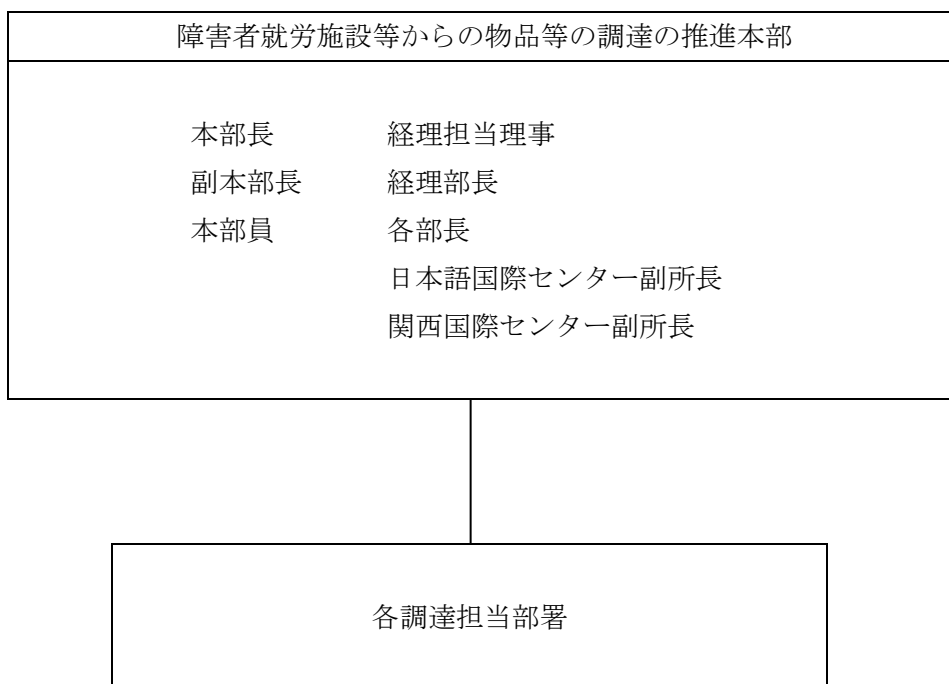 障害者就労施設等からの物品等の調達の推進本部
本部長 経理担当理事
副本部長 経理部長
本部員 各部長
日本語国際センター副所長
関西国際センター副所長
各調達担当部署